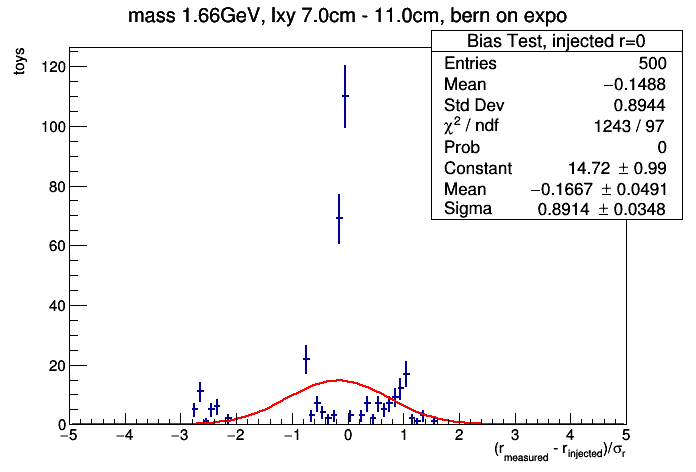 mass 1.66GeV, lxy 7.0cm - 11.0cm, bern on expo
Bias Test, injected r=0
Entries 500
Mean −0.1488
Std Dev 0.8944
χ² / ndf 1243 / 97
Prob 0
Constant 14.72 ± 0.99
Mean −0.1667 ± 0.0491
Sigma 0.8914 ± 0.0348
toys
120
100
80
60
40
20
0
−5 −4 −3 −2 −1 0 1 2 3 4 5
(r_measured - r_injected)/σ_r